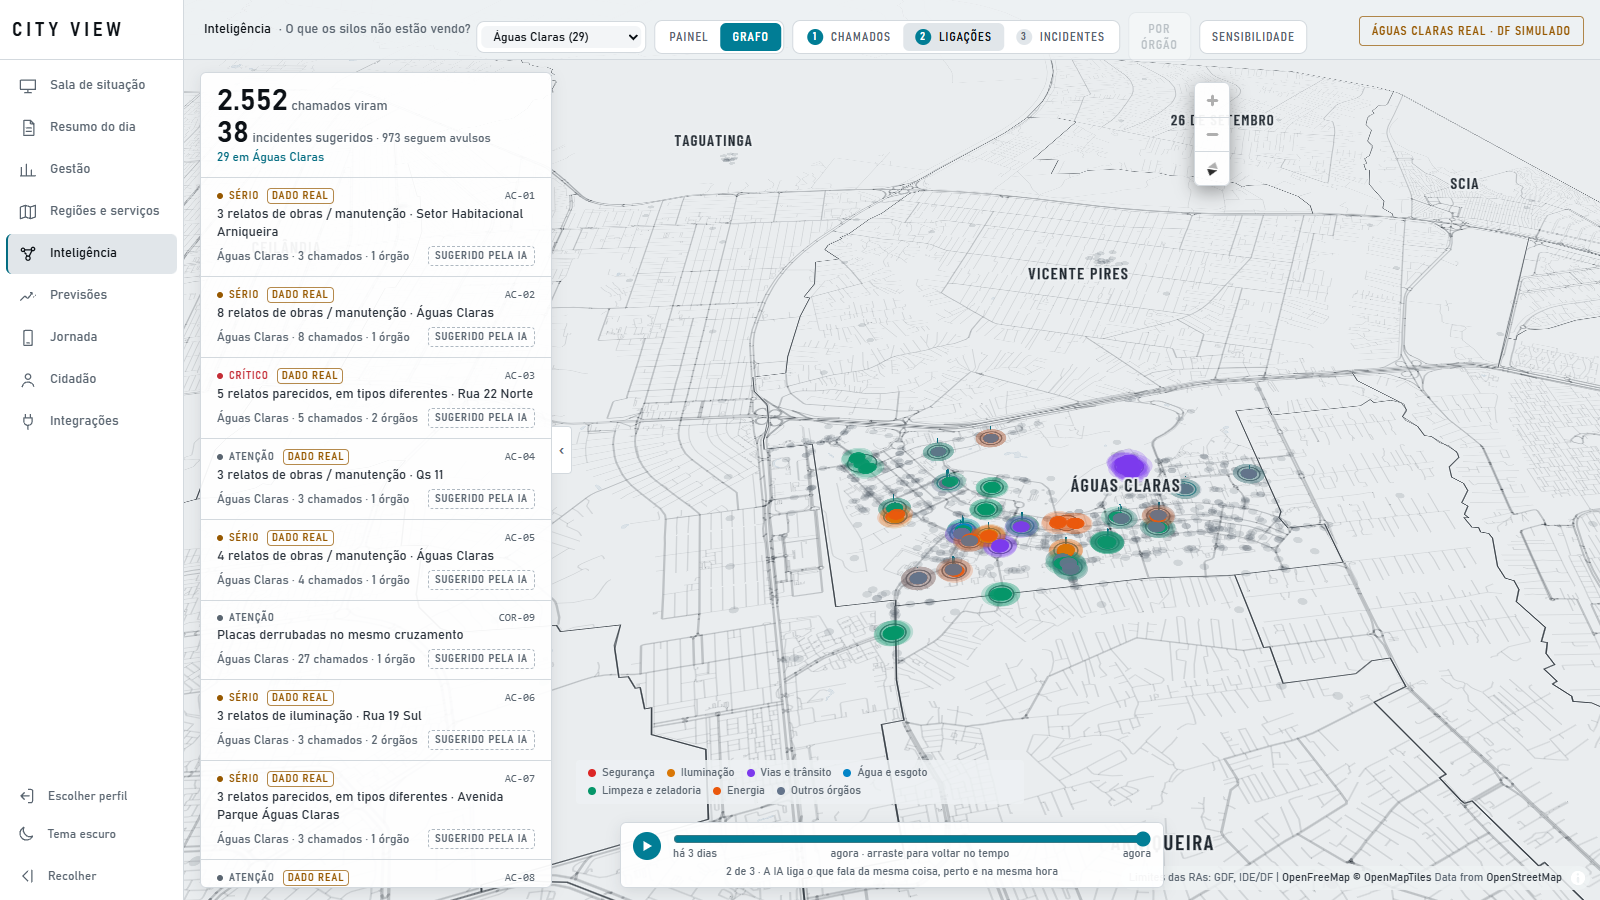 CITY VIEW
Sala de situação
Resumo do dia
Gestão
Regiões e serviços
Inteligência
Previsões
Jornada
Cidadão
Integrações
Escolher perfil
Tema escuro
Recolher
Inteligência · O que os silos não estão vendo?
Águas Claras (29)
PAINEL GRAFO
1 CHAMADOS 2 LIGAÇÕES 3 INCIDENTES
POR ÓRGÃO
SENSIBILIDADE
ÁGUAS CLARAS REAL · DF SIMULADO
2.552 chamados viram
38 incidentes sugeridos · 973 seguem avulsos
29 em Águas Claras
SÉRIO DADO REAL AC-01
3 relatos de obras / manutenção · Setor Habitacional
Arniqueira
Águas Claras · 3 chamados · 1 órgão SUGERIDO PELA IA
SÉRIO DADO REAL AC-02
8 relatos de obras / manutenção · Águas Claras
Águas Claras · 8 chamados · 1 órgão SUGERIDO PELA IA
CRÍTICO DADO REAL AC-03
5 relatos parecidos, em tipos diferentes · Rua 22 Norte
Águas Claras · 5 chamados · 2 órgãos SUGERIDO PELA IA
ATENÇÃO DADO REAL AC-04
3 relatos de obras / manutenção · Qs 11
Águas Claras · 3 chamados · 1 órgão SUGERIDO PELA IA
SÉRIO DADO REAL AC-05
4 relatos de obras / manutenção · Águas Claras
Águas Claras · 4 chamados · 1 órgão SUGERIDO PELA IA
ATENÇÃO COR-09
Placas derrubadas no mesmo cruzamento
Águas Claras · 27 chamados · 1 órgão SUGERIDO PELA IA
SÉRIO DADO REAL AC-06
3 relatos de iluminação · Rua 19 Sul
Águas Claras · 3 chamados · 2 órgãos SUGERIDO PELA IA
SÉRIO DADO REAL AC-07
3 relatos parecidos, em tipos diferentes · Avenida
Parque Águas Claras
Águas Claras · 3 chamados · 1 órgão SUGERIDO PELA IA
ATENÇÃO DADO REAL AC-08
TAGUATINGA
26 DE SETEMBRO
SCIA
VICENTE PIRES
ÁGUAS CLARAS
Segurança Iluminação Vias e trânsito Água e esgoto
Limpeza e zeladoria Energia Outros órgãos
há 3 dias agora · arraste para voltar no tempo agora
2 de 3 · A IA liga o que fala da mesma coisa, perto e na mesma hora
QUEIRA
das RAs: GDF, IDE/DF | OpenFreeMap © OpenMapTiles Data from OpenStreetMap